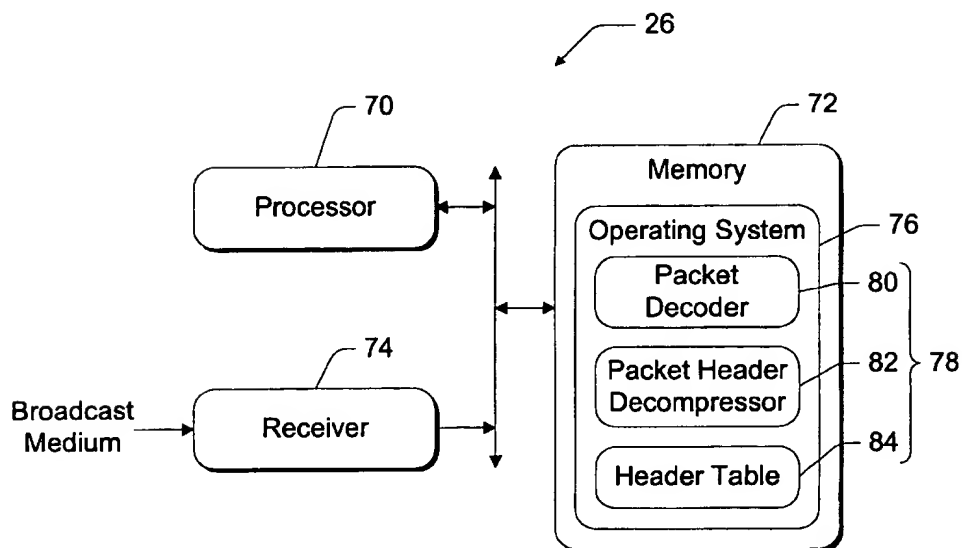 26
70
72
Memory
Processor
Operating System
76
Packet
Decoder
80
74
Packet Header
Decompressor
82
78
Broadcast
Medium
Receiver
84
Header Table